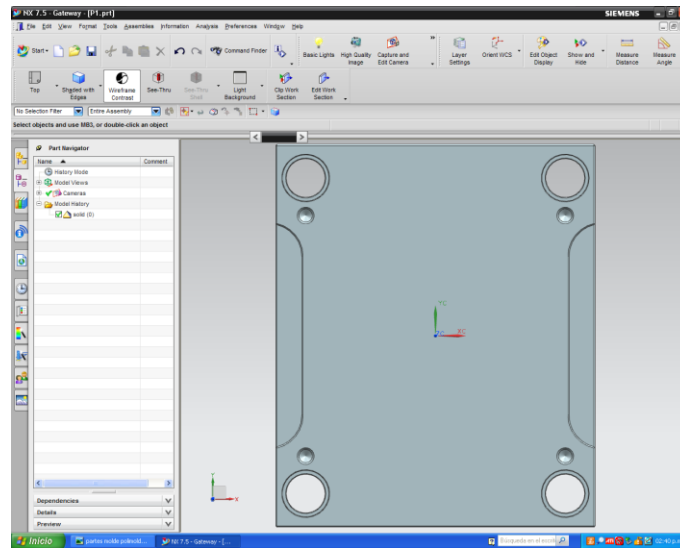 NX 7.5 - Gateway - [P1.prt]
SIEMENS
File Edit View Format Tools Assemblies Information Analysis Preferences Window Help
Start
Command Finder
Basic Lights
High Quality Image
Capture and Edit Camera
Layer Settings
Orient WCS
Edit Object Display
Show and Hide
Measure Distance
Measure Angle
Top
Shaded with Edges
Wireframe Contrast
See-Thru
See-Thru Shell
Light Background
Clip Work Section
Edit Work Section
No Selection Filter
Entire Assembly
Select objects and use MB3, or double-click an object
Part Navigator
Name
Comment
History Mode
Model Views
Cameras
Model History
solid (0)
YC
XC
Y
X
Dependencies
Details
Preview
Inicio
NX 7.5 - Gateway - [...
02:40 p.m.